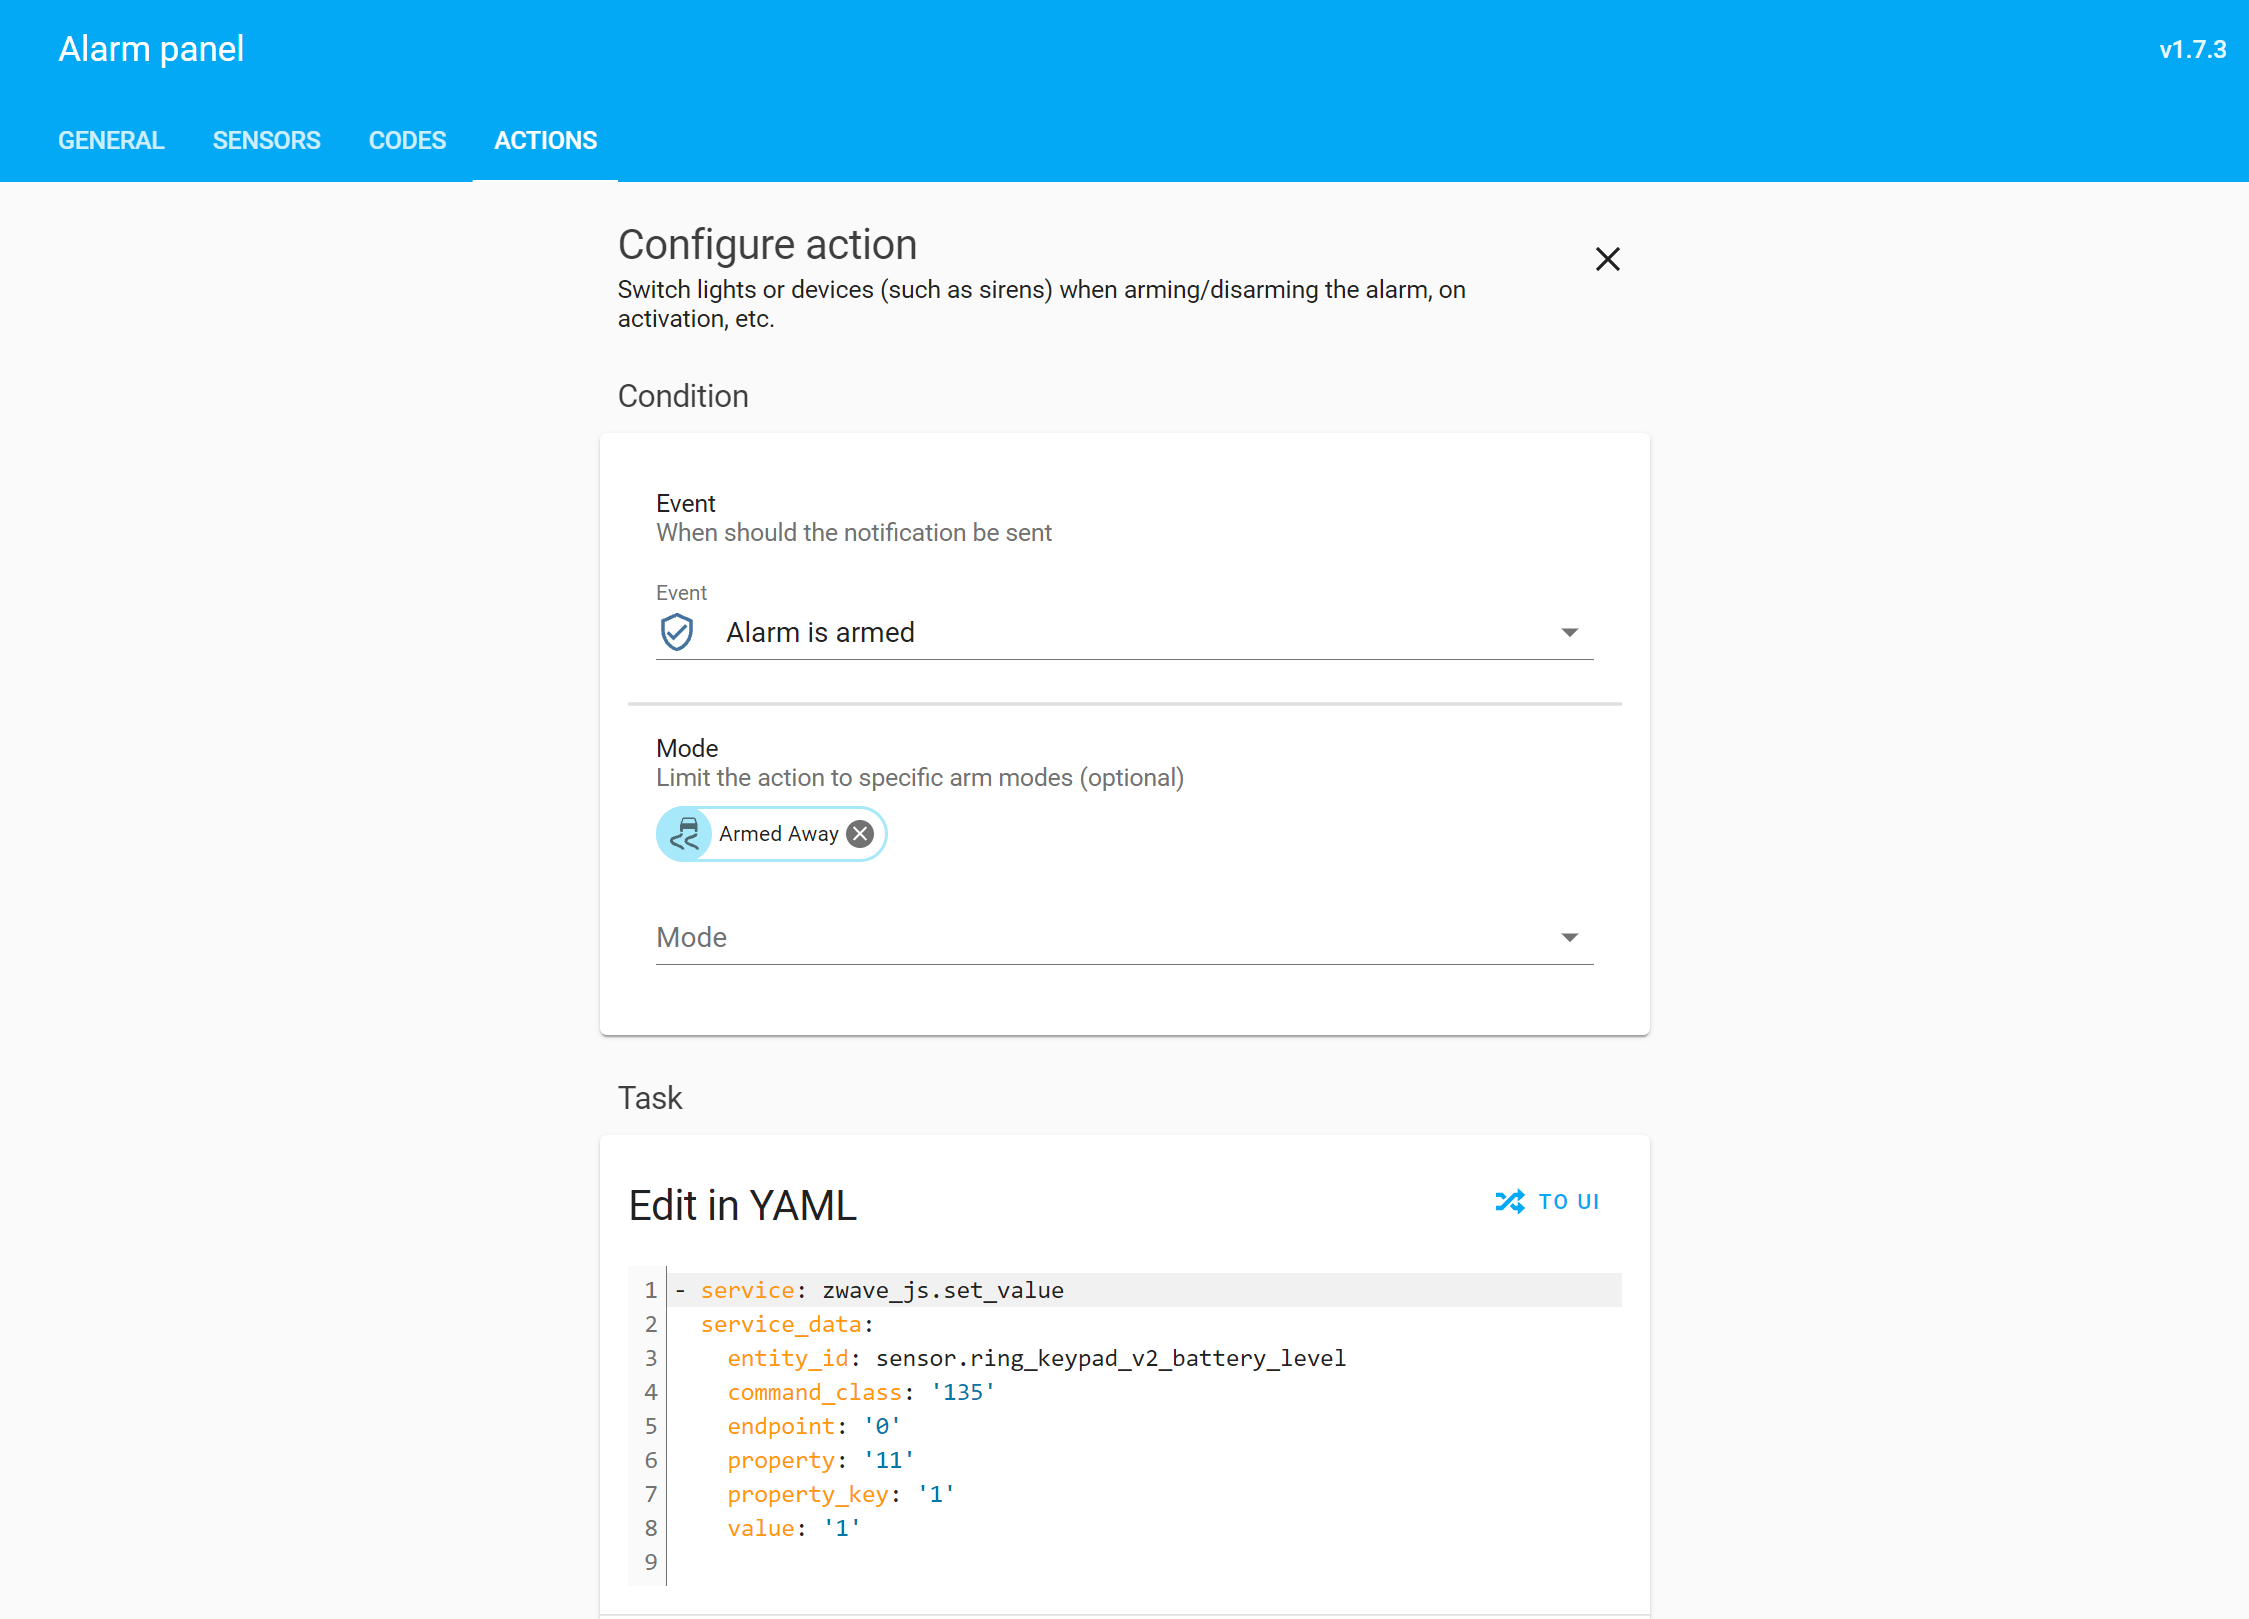 Alarm panel
v1.7.3
GENERAL
SENSORS
CODES
ACTIONS
Configure action
Switch lights or devices (such as sirens) when arming/disarming the alarm, on
activation, etc.
Condition
Event
When should the notification be sent
Event
Alarm is armed
Mode
Limit the action to specific arm modes (optional)
Armed Away
Mode
Task
Edit in YAML
TO UI
1 - service: zwave_js.set_value
2 service_data:
3 entity_id: sensor.ring_keypad_v2_battery_level
4 command_class: '135'
5 endpoint: '0'
6 property: '11'
7 property_key: '1'
8 value: '1'
9